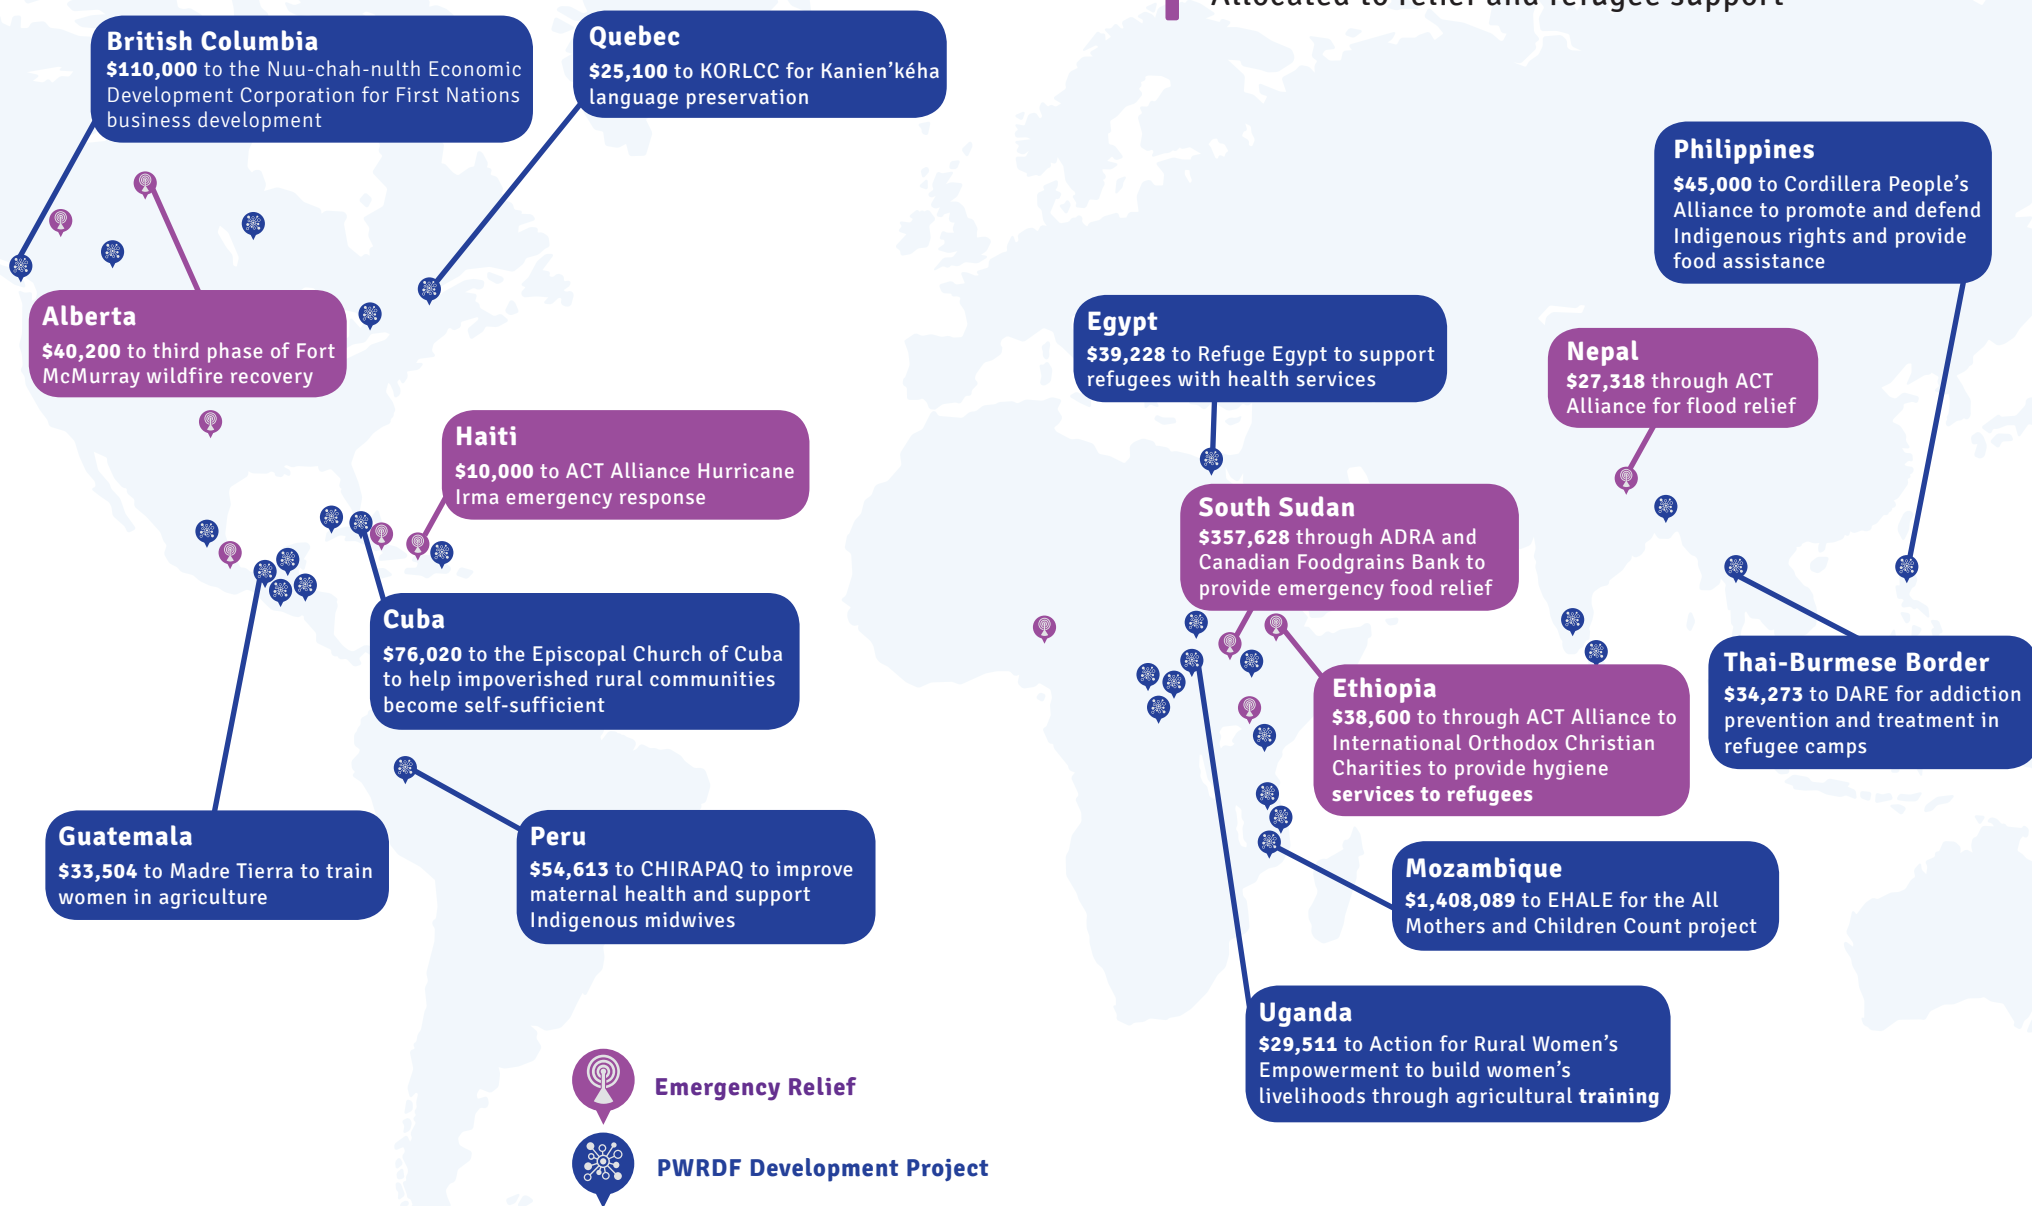 Allocated to relief and refugee support
British Columbia
$110,000 to the Nuu-chah-nulth Economic
Development Corporation for First Nations
business development
Quebec
$25,100 to KORLCC for Kanien’kéha
language preservation
Philippines
$45,000 to Cordillera People’s
Alliance to promote and defend
Indigenous rights and provide
food assistance
Alberta
$40,200 to third phase of Fort
McMurray wildfire recovery
Egypt
$39,228 to Refuge Egypt to support
refugees with health services
Nepal
$27,318 through ACT
Alliance for flood relief
Haiti
$10,000 to ACT Alliance Hurricane
Irma emergency response
South Sudan
$357,628 through ADRA and
Canadian Foodgrains Bank to
provide emergency food relief
Cuba
$76,020 to the Episcopal Church of Cuba
to help impoverished rural communities
become self-sufficient
Thai-Burmese Border
$34,273 to DARE for addiction
prevention and treatment in
refugee camps
Ethiopia
$38,600 to through ACT Alliance to
International Orthodox Christian
Charities to provide hygiene
services to refugees
Guatemala
$33,504 to Madre Tierra to train
women in agriculture
Peru
$54,613 to CHIRAPAQ to improve
maternal health and support
Indigenous midwives
Mozambique
$1,408,089 to EHALE for the All
Mothers and Children Count project
Uganda
$29,511 to Action for Rural Women’s
Empowerment to build women’s
livelihoods through agricultural training
Emergency Relief
PWRDF Development Project